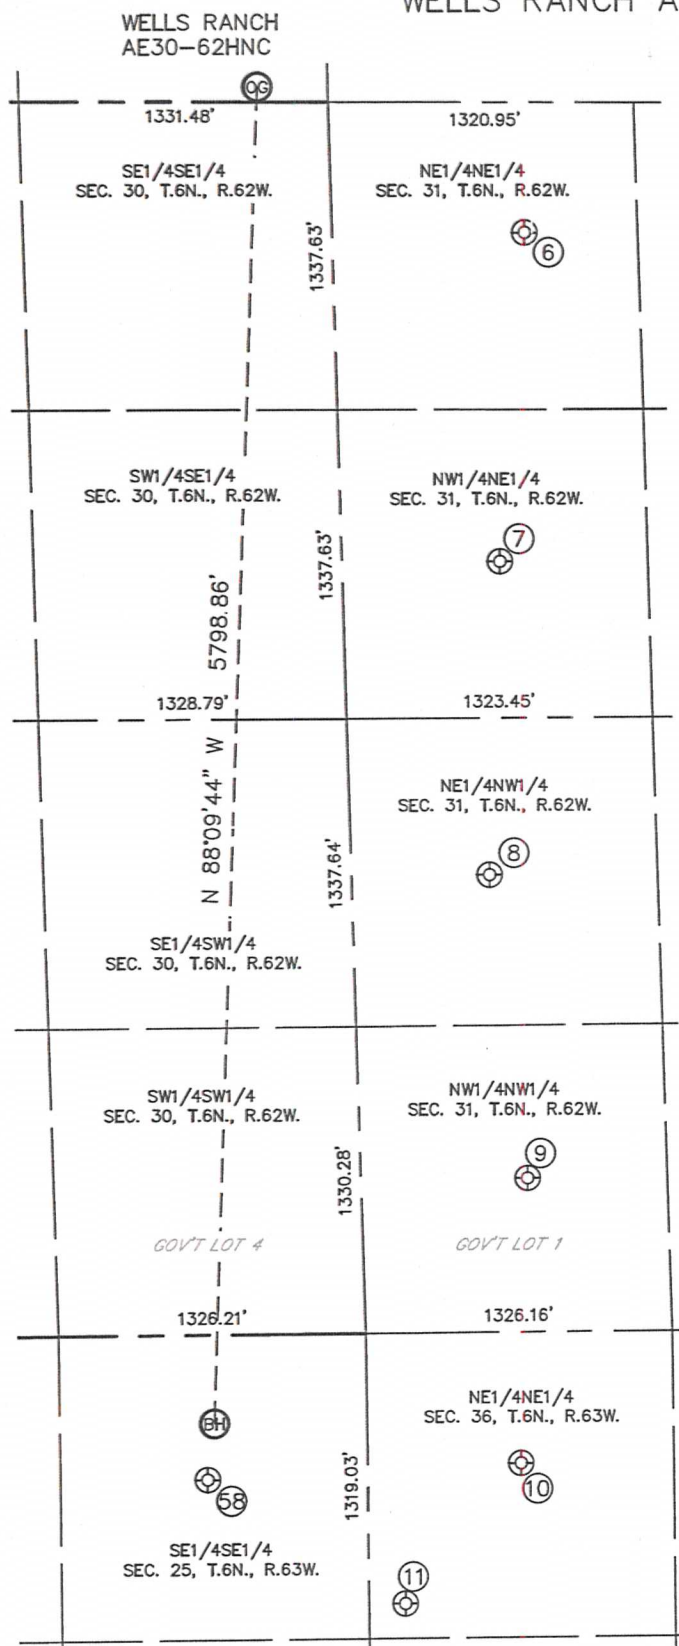 WELLS RANCH A
WELLS RANCH
AE30-62HNC
OG
1331.48'
1320.95'
SE1/4SE1/4
SEC. 30, T.6N., R.62W.
NE1/4NE1/4
SEC. 31, T.6N., R.62W.
6
1337.63'
SW1/4SE1/4
SEC. 30, T.6N., R.62W.
NW1/4NE1/4
SEC. 31, T.6N., R.62W.
7
1337.63'
N 88°09'44" W 5798.86'
1328.79'
1323.45'
NE1/4NW1/4
SEC. 31, T.6N., R.62W.
8
1337.64'
SE1/4SW1/4
SEC. 30, T.6N., R.62W.
SW1/4SW1/4
SEC. 30, T.6N., R.62W.
NW1/4NW1/4
SEC. 31, T.6N., R.62W.
9
1330.28'
GOV'T LOT 4
GOV'T LOT 1
1326.21'
1326.16'
NE1/4NE1/4
SEC. 36, T.6N., R.63W.
BH
10
58
1319.03'
SE1/4SE1/4
SEC. 25, T.6N., R.63W.
11